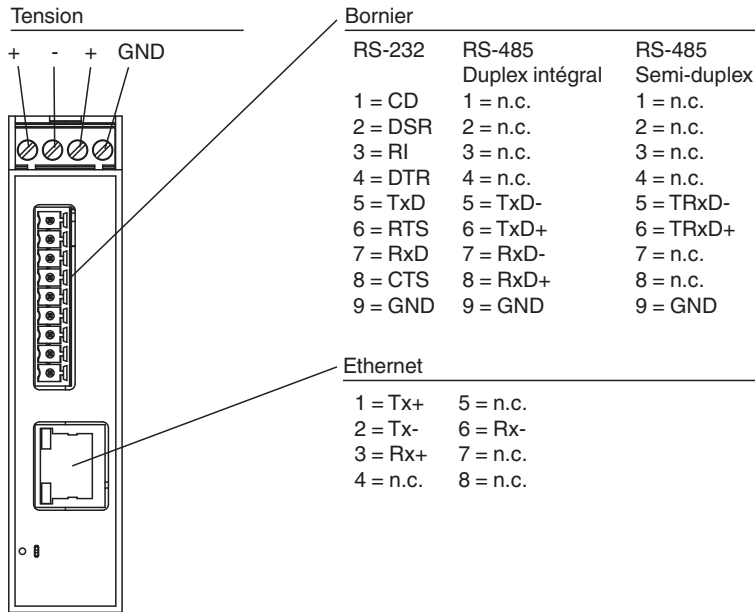 Tension
+ - + GND
Bornier
RS-232 RS-485 RS-485
Duplex intégral Semi-duplex
1 = CD 1 = n.c. 1 = n.c.
2 = DSR 2 = n.c. 2 = n.c.
3 = RI 3 = n.c. 3 = n.c.
4 = DTR 4 = n.c. 4 = n.c.
5 = TxD 5 = TxD- 5 = TRxD-
6 = RTS 6 = TxD+ 6 = TRxD+
7 = RxD 7 = RxD- 7 = n.c.
8 = CTS 8 = RxD+ 8 = n.c.
9 = GND 9 = GND 9 = GND
Ethernet
1 = Tx+ 5 = n.c.
2 = Tx- 6 = Rx-
3 = Rx+ 7 = n.c.
4 = n.c. 8 = n.c.